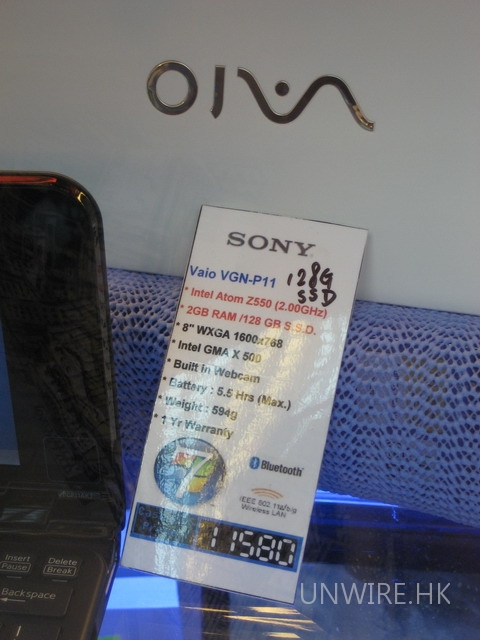 VAIO
SONY
Vaio VGN-P11
128G
SSD
* Intel Atom Z550 (2.00GHz)
* 2GB RAM /128 GB S.S.D.
* 8" WXGA 1600x768
* Intel GMA X 500
* Built In Webcam
* Battery : 5.5 Hrs (Max.)
* Weight : 594g
* 1 Yr Warranty
7
Bluetooth
IEEE 802.11a/b/g
Wireless LAN
11580
Insert
Pause
Delete
(Break)
Backspace
UNWIRE.HK